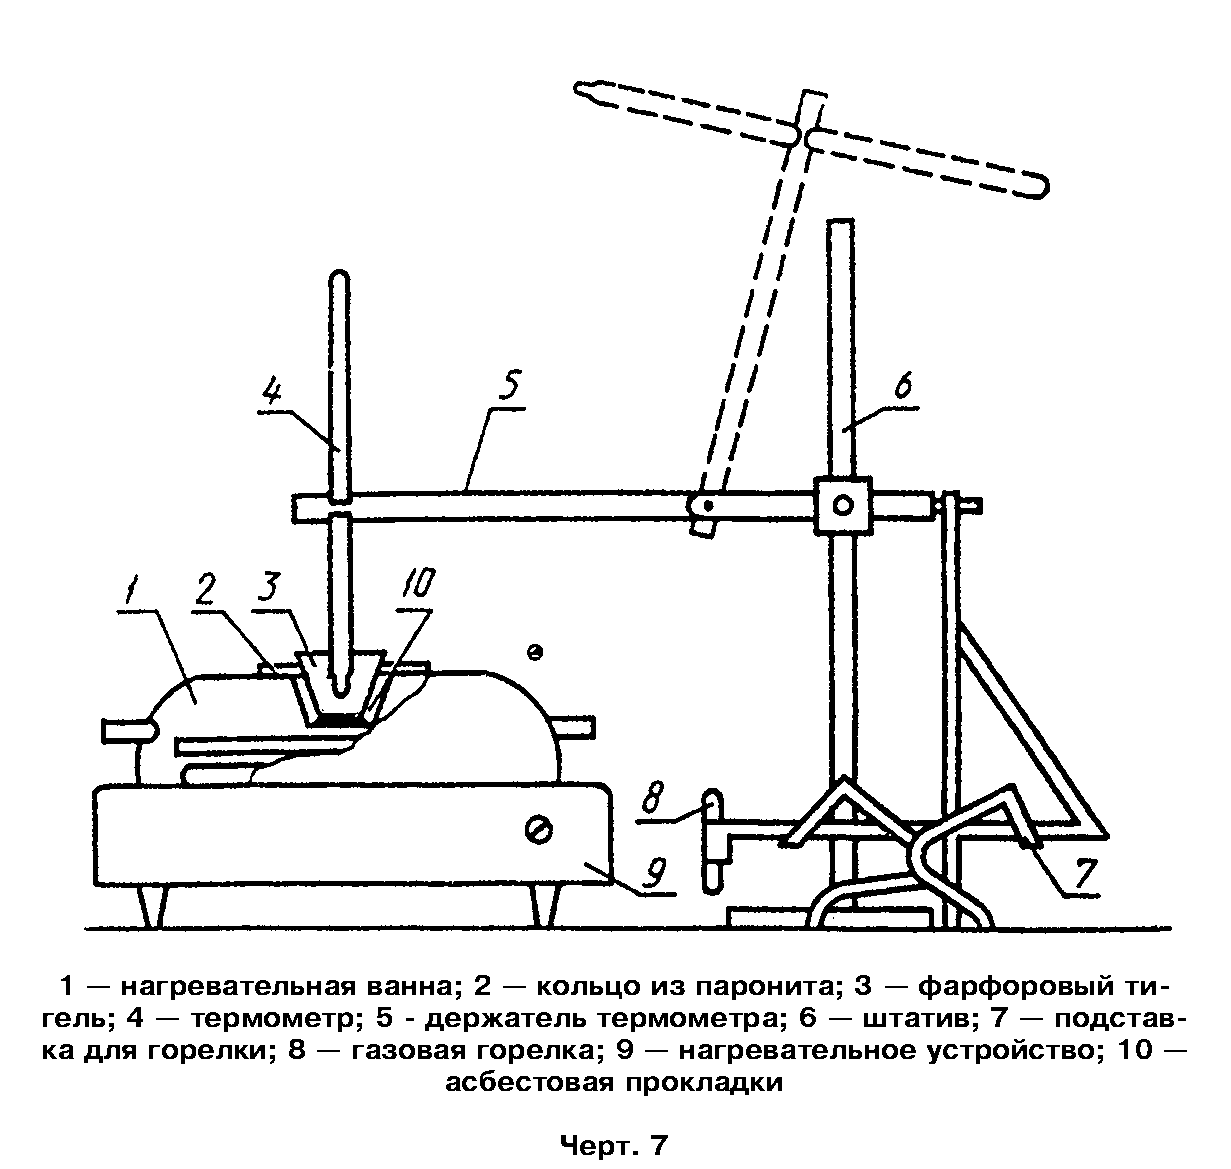 4
5
6
1
2
3
10
8
9
7
1 — нагревательная ванна; 2 — кольцо из паронита; 3 — фарфоровый ти-
гель; 4 — термометр; 5 - держатель термометра; 6 — штатив; 7 — подстав-
ка для горелки; 8 — газовая горелка; 9 — нагревательное устройство; 10 —
асбестовая прокладки
Черт. 7